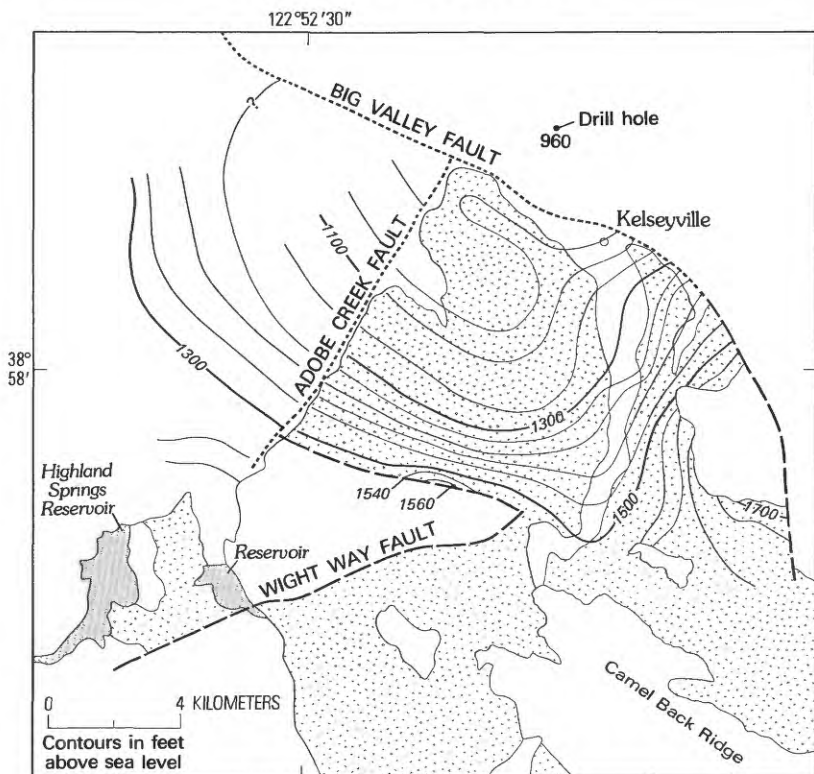 122°52'30"
?
BIG VALLEY FAULT
Drill hole
960
Kelseyville
1100
ADOBE CREEK FAULT
38°
58'
1300
1300
Highland
Springs
Reservoir
1540
1560
1500
1700
Reservoir
WIGHT WAY FAULT
0 4 KILOMETERS
Contours in feet
above sea level
Camel Back Ridge